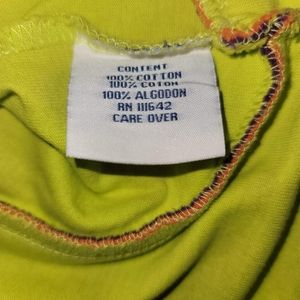 CONTENT
100% COTTON
100% COTON
100% ALGODON
RN 111642
CARE OVER